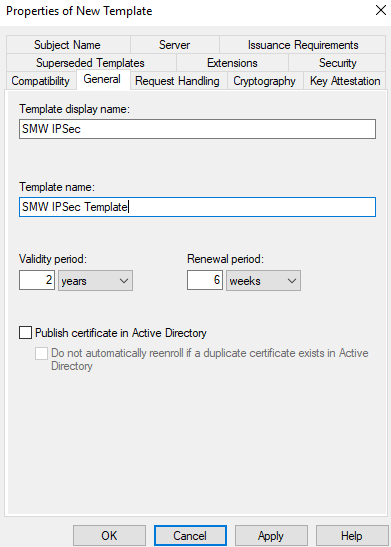 Properties of New Template
Subject Name Server Issuance Requirements
Superseded Templates Extensions Security
Compatibility General Request Handling Cryptography Key Attestation
Template display name:
SMW IPSec
Template name:
SMW IPSec Template
Validity period: Renewal period:
2 years 6 weeks
Publish certificate in Active Directory
Do not automatically reenroll if a duplicate certificate exists in Active
Directory
OK Cancel Apply Help